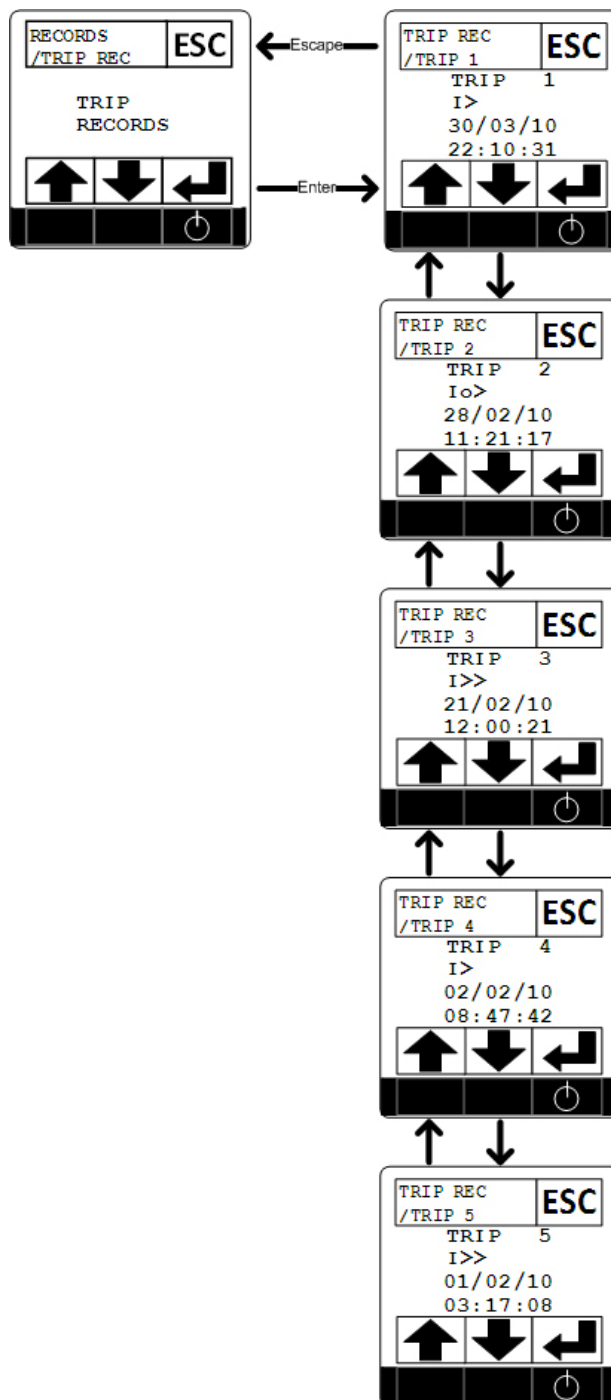 RECORDS
/TRIP REC
ESC
TRIP
RECORDS
Escape
Enter
TRIP REC
/TRIP 1
ESC
TRIP 1
I>
30/03/10
22:10:31
TRIP REC
/TRIP 2
ESC
TRIP 2
Io>
28/02/10
11:21:17
TRIP REC
/TRIP 3
ESC
TRIP 3
I>>
21/02/10
12:00:21
TRIP REC
/TRIP 4
ESC
TRIP 4
I>
02/02/10
08:47:42
TRIP REC
/TRIP 5
ESC
TRIP 5
I>>
01/02/10
03:17:08